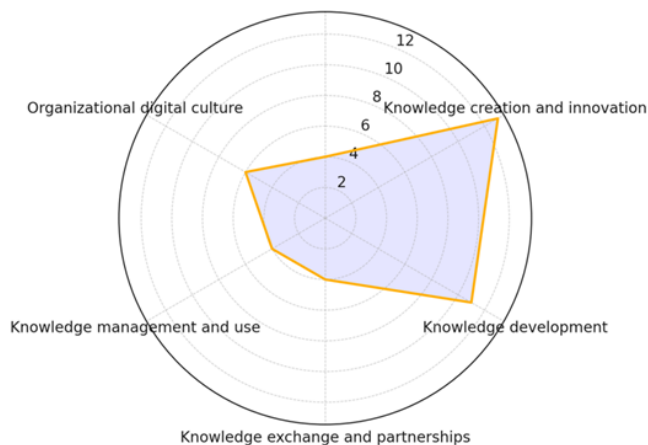 12
10
8
6
4
2
Organizational digital culture
Knowledge creation and innovation
Knowledge management and use
Knowledge development
Knowledge exchange and partnerships